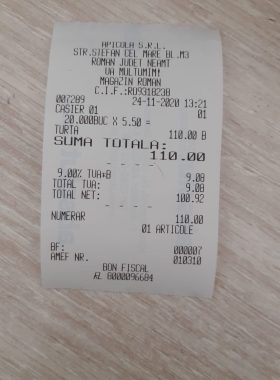 APICOLA S.R.L.
STR.STEFAN CEL MARE BL.M3
ROMAN JUDET NEAMT
VA MULTUMIM!
MAGAZIN ROMAN
C.I.F.:RO9318238
007289 24-11-2020 13:21
CASIER 01 01
20.000BUC X 5.50 =
TURTA 110.00 B
SUMA TOTALA:
110.00
- - - -
9.00% TVA*B 9.08
TOTAL TVA: 9.08
TOTAL NET: 100.92
- - - -
NUMERAR 110.00
01 ARTICOLE
- - - -
BF: 000007
AMEF NR. 010310
BON FISCAL
8000096684